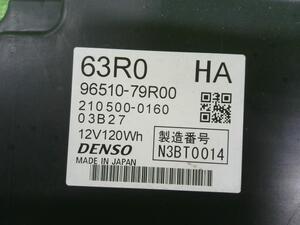 63R0 HA
96510-79R00
210500-0160
03B27
12V120Wh 製造番号
DENSO N3BT0014
MADE IN JAPAN